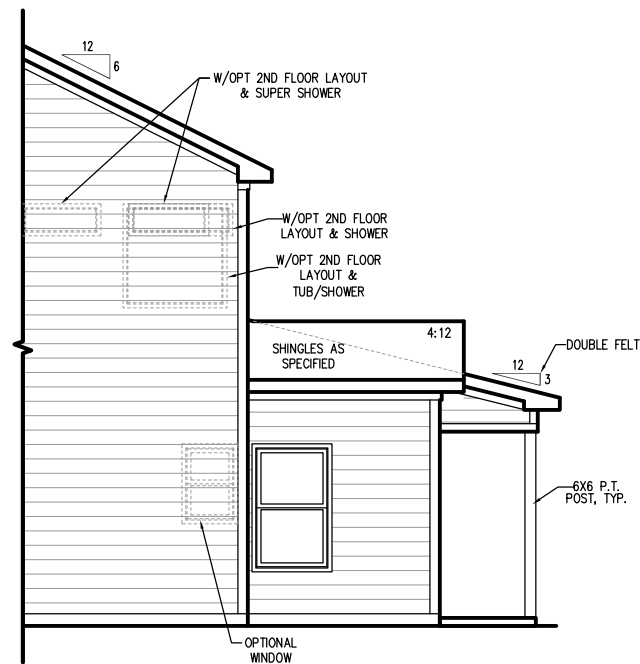 12
6
W/OPT 2ND FLOOR LAYOUT
& SUPER SHOWER
W/OPT 2ND FLOOR
LAYOUT & SHOWER
W/OPT 2ND FLOOR
LAYOUT &
TUB/SHOWER
4:12
SHINGLES AS
SPECIFIED
DOUBLE FELT
12
3
6X6 P.T.
POST, TYP.
OPTIONAL
WINDOW